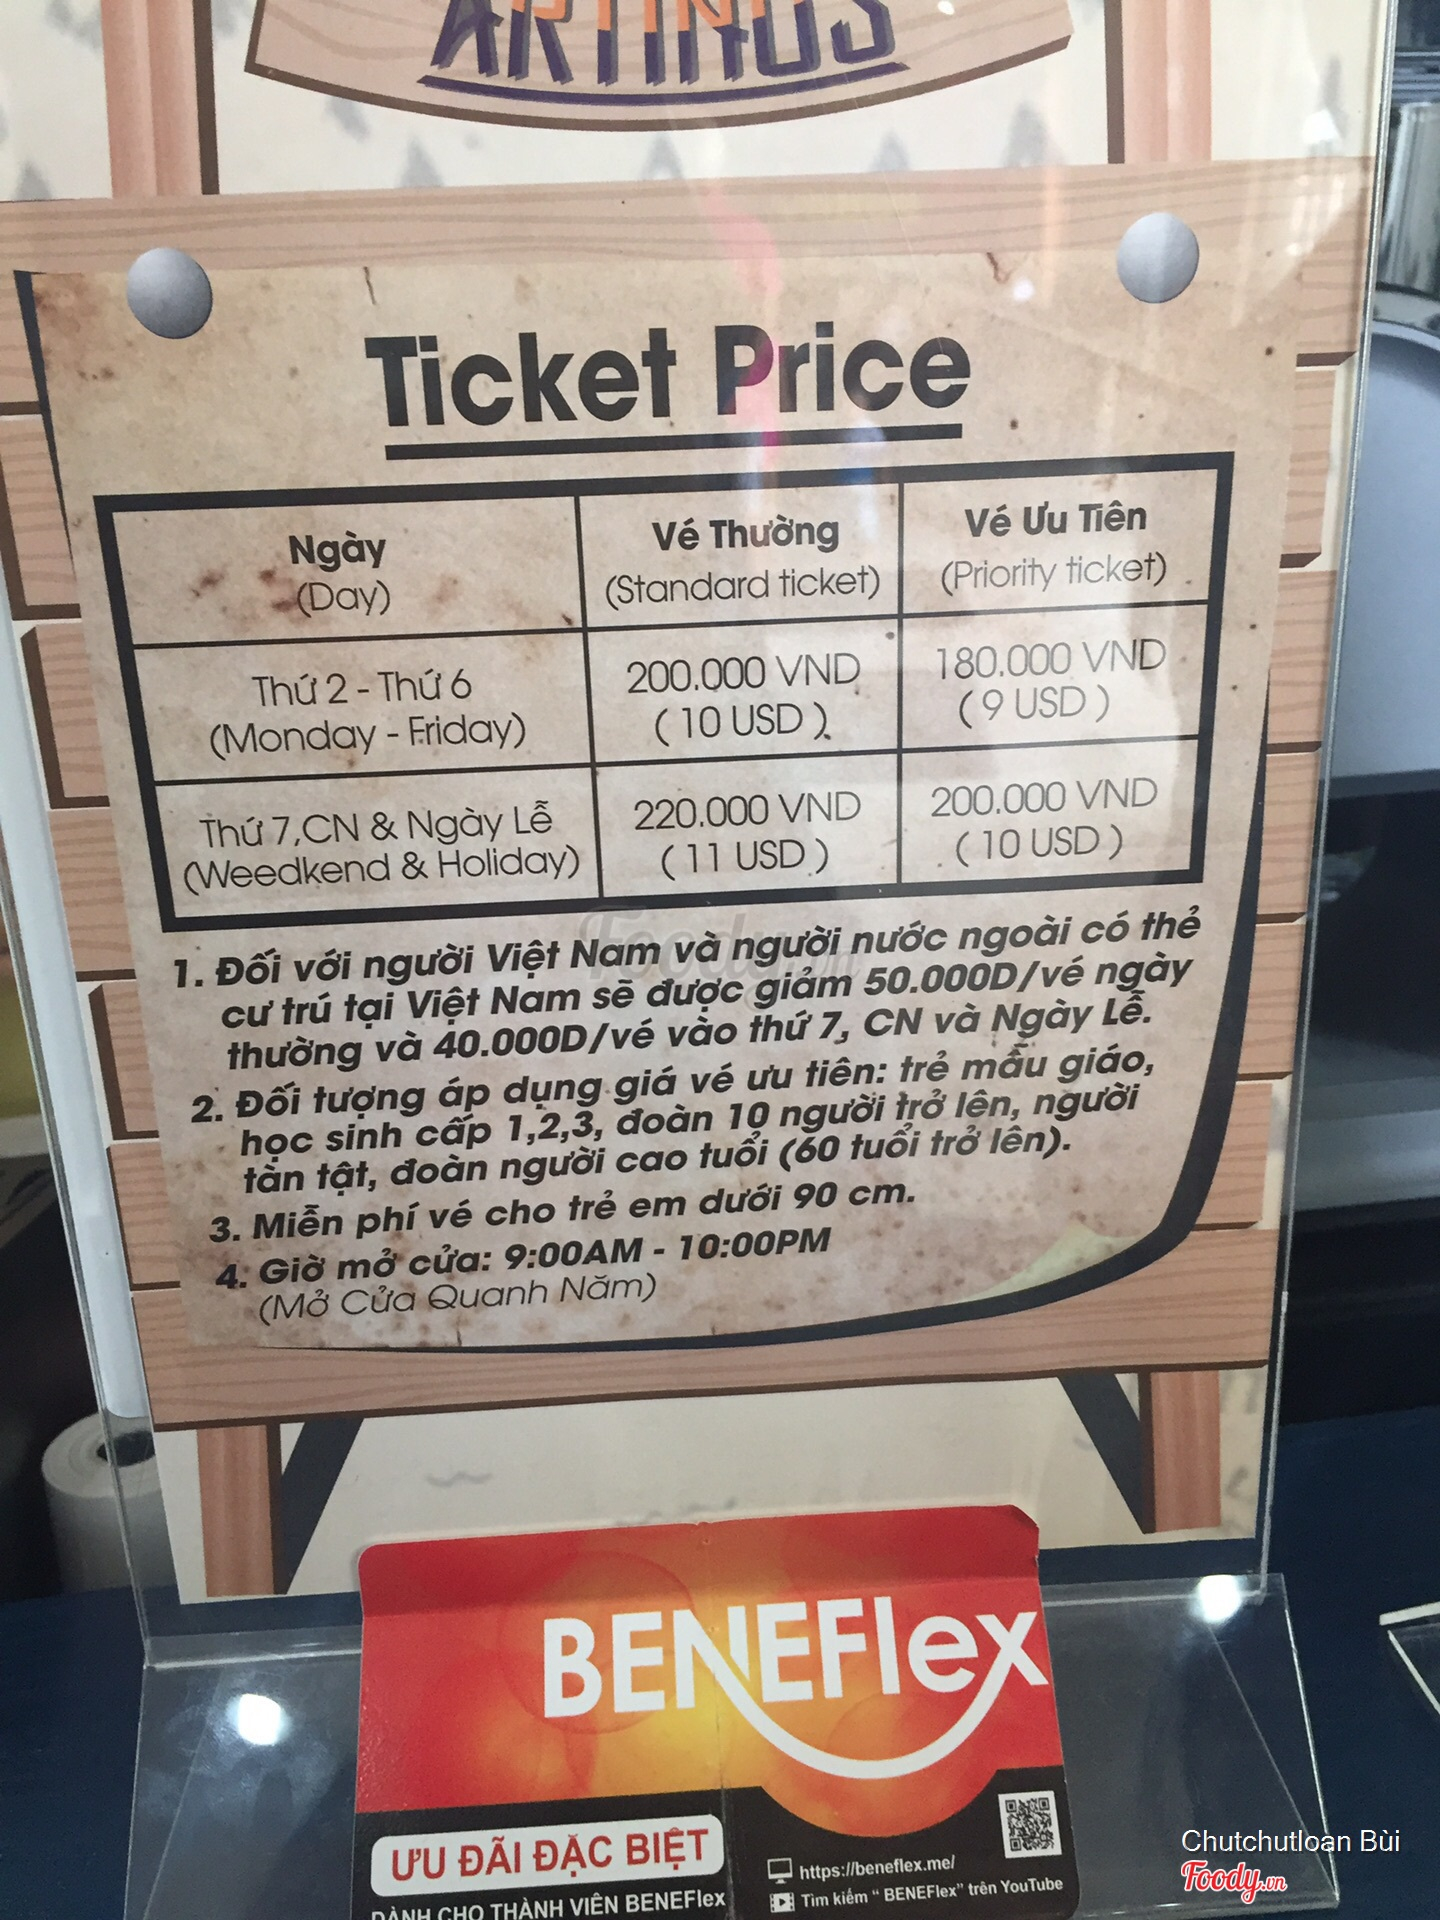 ARTINUS
Ticket Price
Ngày
(Day)
Vé Thường
(Standard ticket)
Vé Ưu Tiên
(Priority ticket)
Thứ 2 - Thứ 6
(Monday - Friday)
200.000 VND
( 10 USD )
180.000 VND
( 9 USD )
Thứ 7,CN & Ngày Lễ
(Weedkend & Holiday)
220.000 VND
( 11 USD )
200.000 VND
( 10 USD )
1. Đối với người Việt Nam và người nước ngoài có thẻ
cư trú tại Việt Nam sẽ được giảm 50.000D/vé ngày
thường và 40.000D/vé vào thứ 7, CN và Ngày Lễ.
2. Đối tượng áp dụng giá vé ưu tiên: trẻ mẫu giáo,
học sinh cấp 1,2,3, đoàn 10 người trở lên, người
tàn tật, đoàn người cao tuổi (60 tuổi trở lên).
3. Miễn phí vé cho trẻ em dưới 90 cm.
4. Giờ mở cửa: 9:00AM - 10:00PM
(Mở Cửa Quanh Năm)
Foody.vn
BENEFlex
ƯU ĐÃI ĐẶC BIỆT
DÀNH CHO THÀNH VIÊN BENEFlex
https://beneflex.me/
Tìm kiếm “ BENEFlex” trên YouTube
Chutchutloan Bùi
Foody.vn